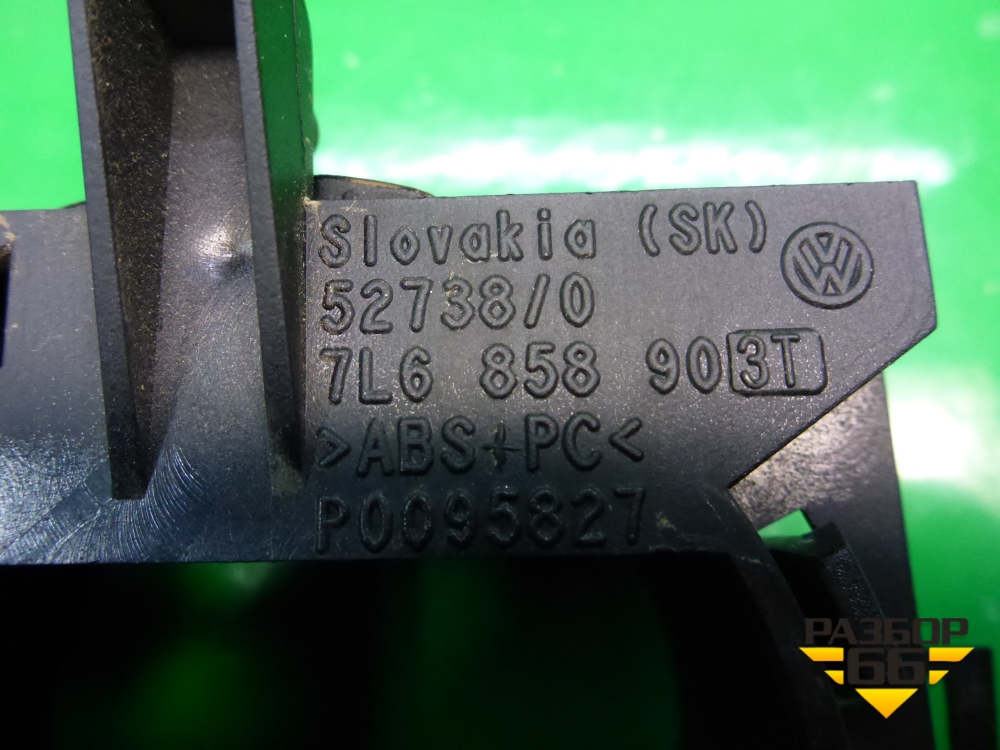 Slovakia (SK)
52738/0
7L6 858 903T
>ABS+PC<
P0095827
РАЗБОР
66